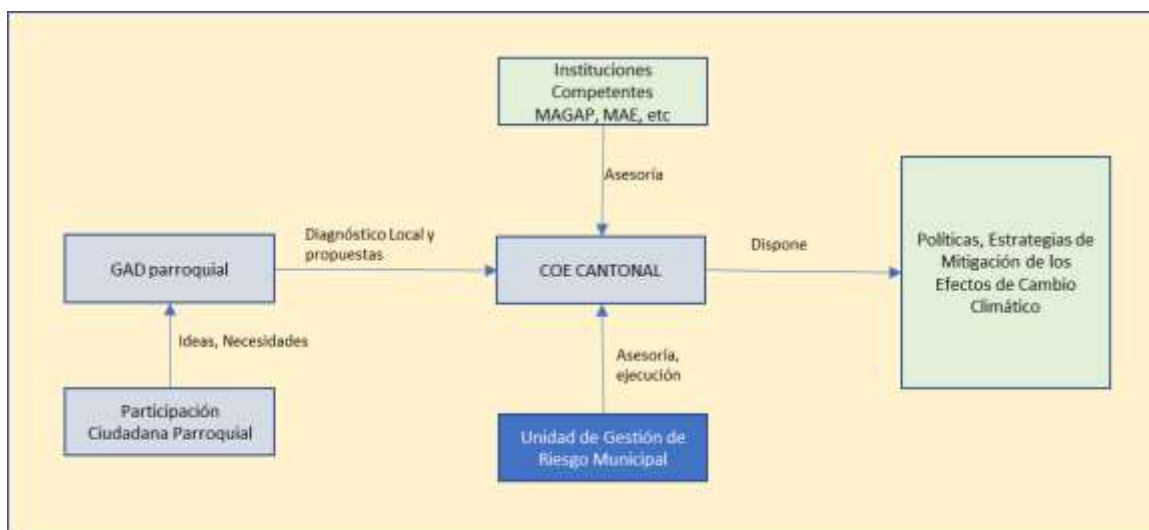 Instituciones
Competentes
MAGAP, MAE, etc
Asesoría
Diagnóstico Local y
propuestas
Dispone
GAD parroquial
COE CANTONAL
Políticas, Estrategias de
Mitigación de los
Efectos de Cambio
Climático
Ideas, Necesidades
Asesoría,
ejecución
Participación
Ciudadana Parroquial
Unidad de Gestión de
Riesgo Municipal